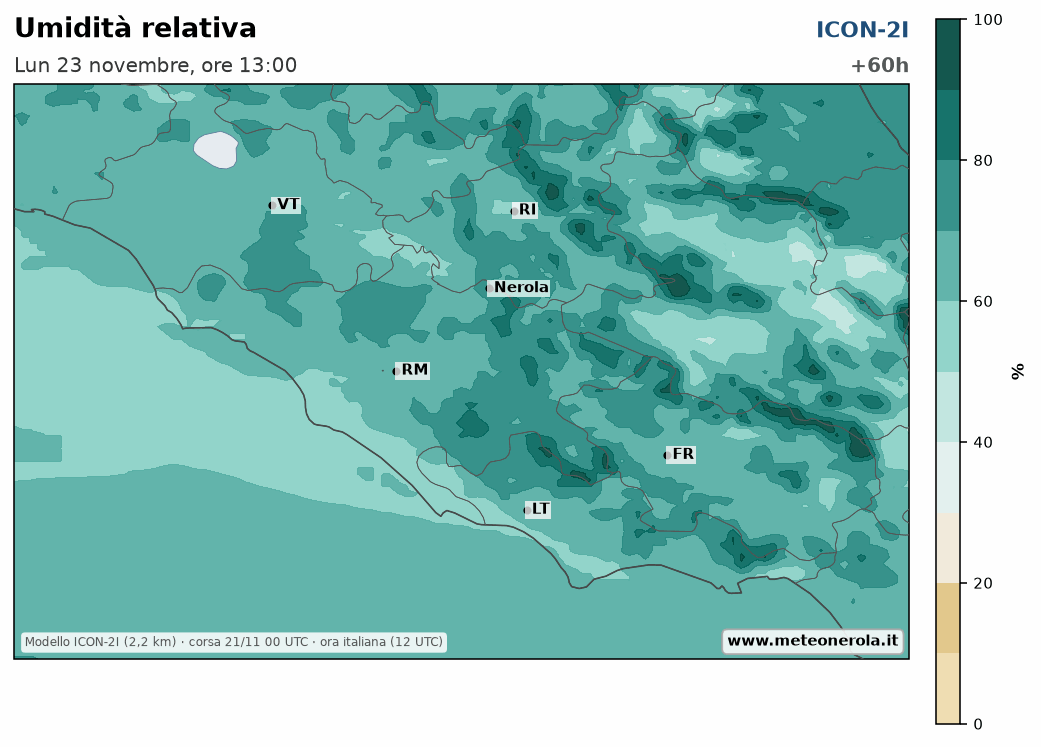 Umidità relativa
ICON-2I
Lun 23 novembre, ore 13:00
+60h
VT
RI
Nerola
RM
FR
LT
Modello ICON-2I (2,2 km) · corsa 21/11 00 UTC · ora italiana (12 UTC)
www.meteonerola.it
100
80
60
40
20
0
%